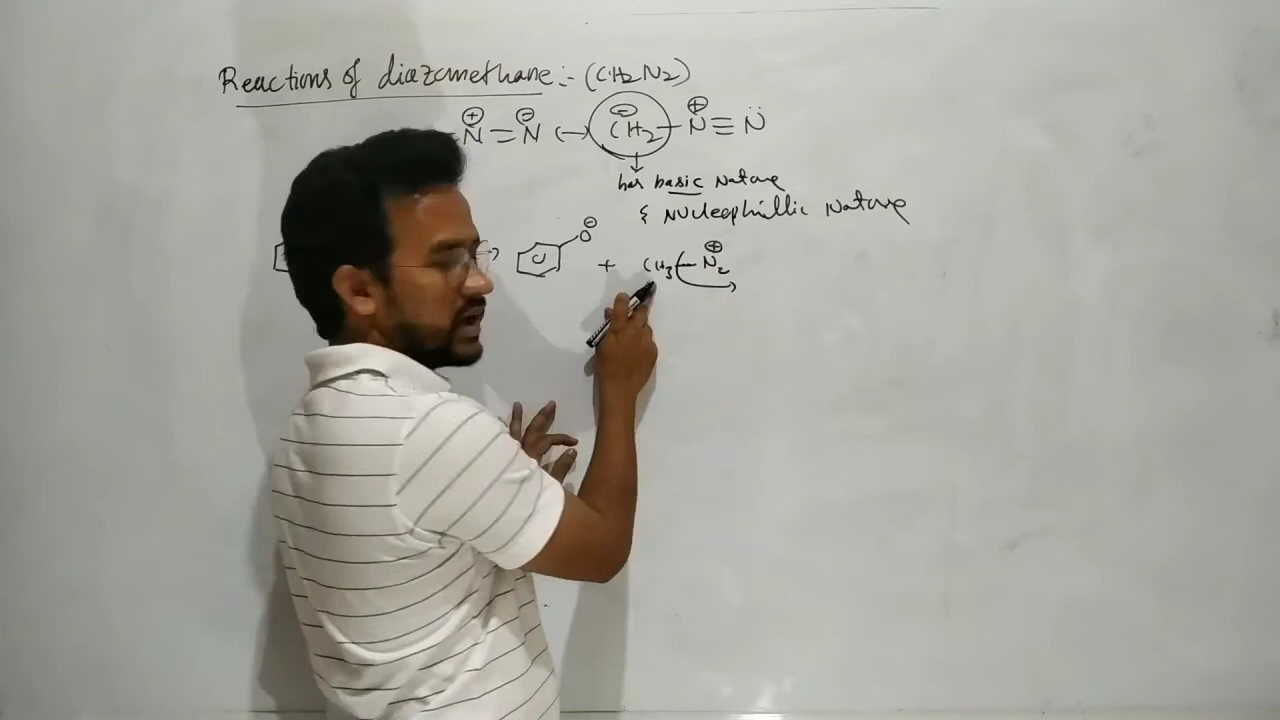 Reactions of diazomethane :- (CH2N2)
⊕N = ⊖N ↔ ⊖CH2 – ⊕N ≡ N̈
↓
has basic Nature
& Nucleophillic Nature
→ O⊖ + CH3 – N2⊕